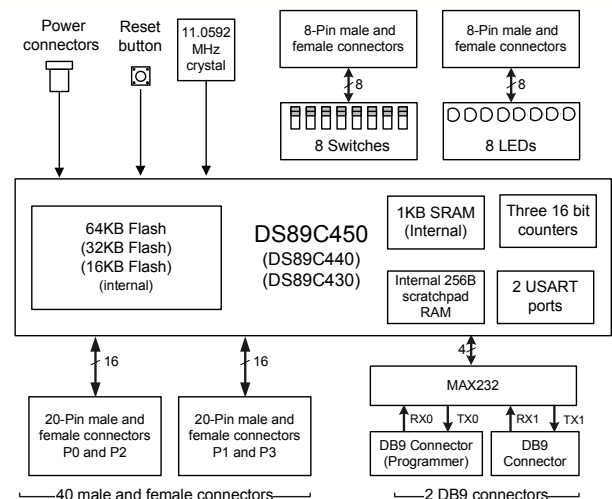 Power
connectors
Reset
button
11.0592
MHz
crystal
8-Pin male and
female connectors
8
8 Switches
8-Pin male and
female connectors
8
8 LEDs
64KB Flash
(32KB Flash)
(16KB Flash)
(internal)
DS89C450
(DS89C440)
(DS89C430)
1KB SRAM
(Internal)
Three 16 bit
counters
Internal 256B
scratchpad
RAM
2 USART
ports
16
16
4
20-Pin male and
female connectors
P0 and P2
20-Pin male and
female connectors
P1 and P3
40 male and female connectors
MAX232
RX0
TX0
RX1
TX1
DB9 Connector
(Programmer)
DB9
Connector
2 DB9 connectors